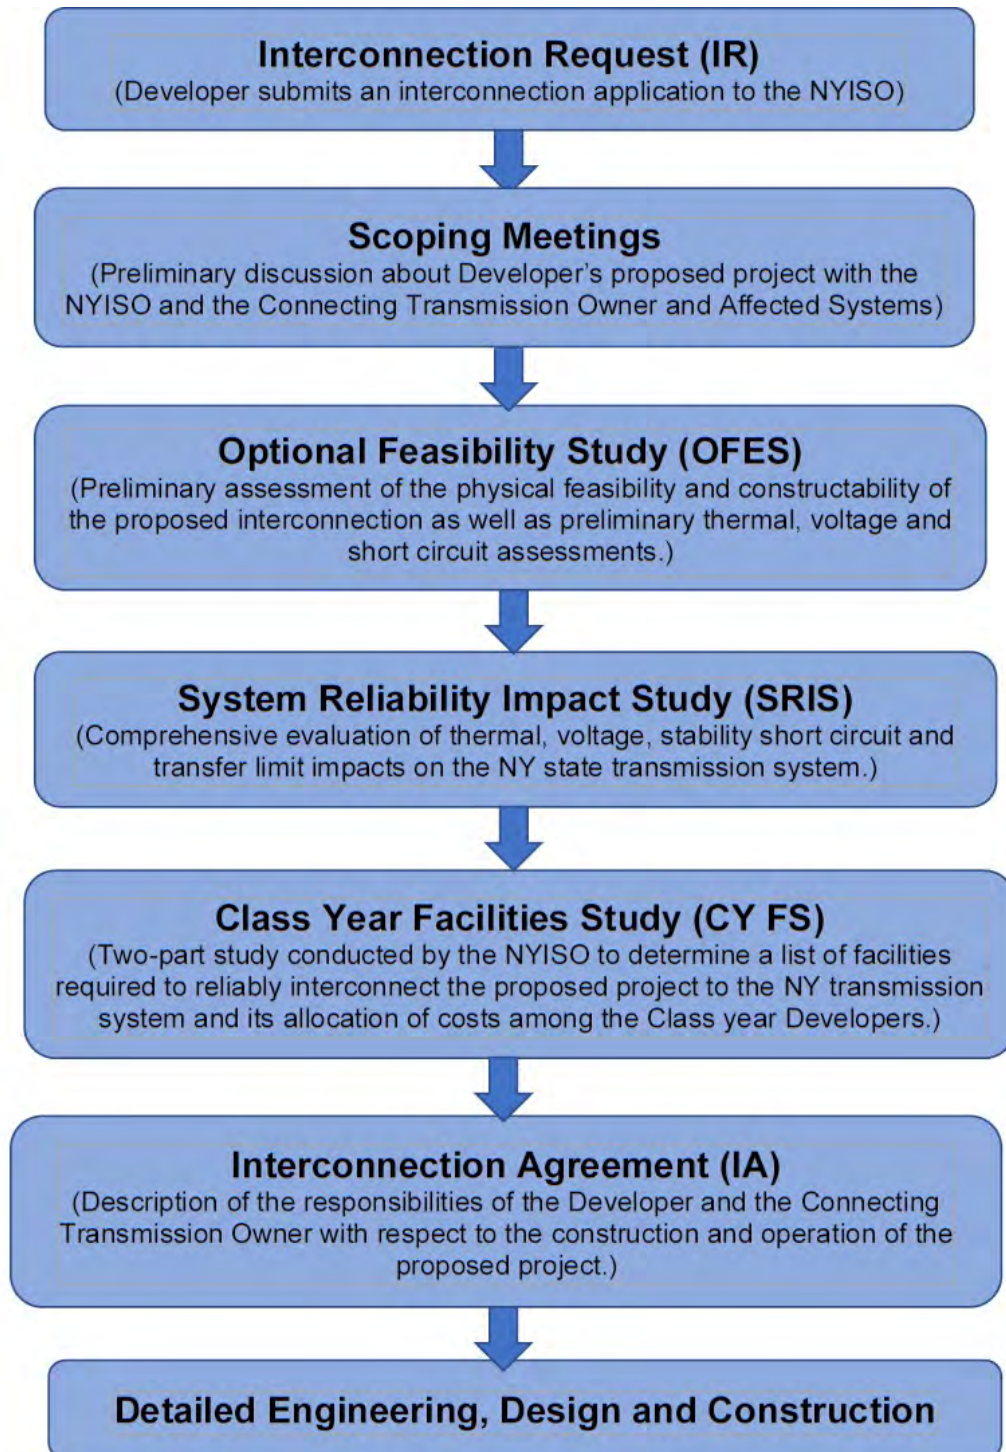 Interconnection Request (IR)
(Developer submits an interconnection application to the NYISO)
Scoping Meetings
(Preliminary discussion about Developer's proposed project with the
NYISO and the Connecting Transmission Owner and Affected Systems)
Optional Feasibility Study (OFES)
(Preliminary assessment of the physical feasibility and constructability of
the proposed interconnection as well as preliminary thermal, voltage and
short circuit assessments.)
System Reliability Impact Study (SRIS)
(Comprehensive evaluation of thermal, voltage, stability short circuit and
transfer limit impacts on the NY state transmission system.)
Class Year Facilities Study (CY FS)
(Two-part study conducted by the NYISO to determine a list of facilities
required to reliably interconnect the proposed project to the NY transmission
system and its allocation of costs among the Class year Developers.)
Interconnection Agreement (IA)
(Description of the responsibilities of the Developer and the Connecting
Transmission Owner with respect to the construction and operation of the
proposed project.)
Detailed Engineering, Design and Construction